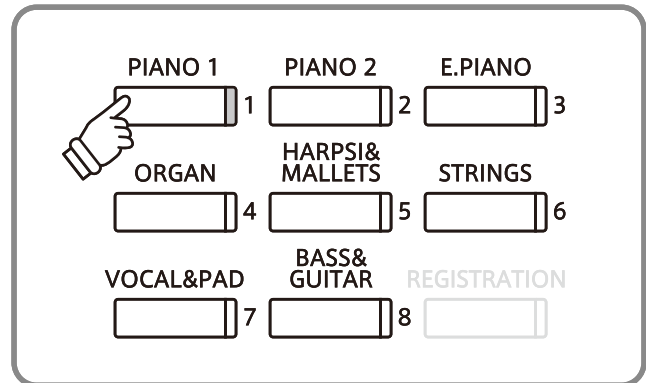 PIANO 1 PIANO 2 E.PIANO
1 2 3
ORGAN HARPSI& MALLETS STRINGS
4 5 6
VOCAL&PAD BASS& GUITAR REGISTRATION
7 8